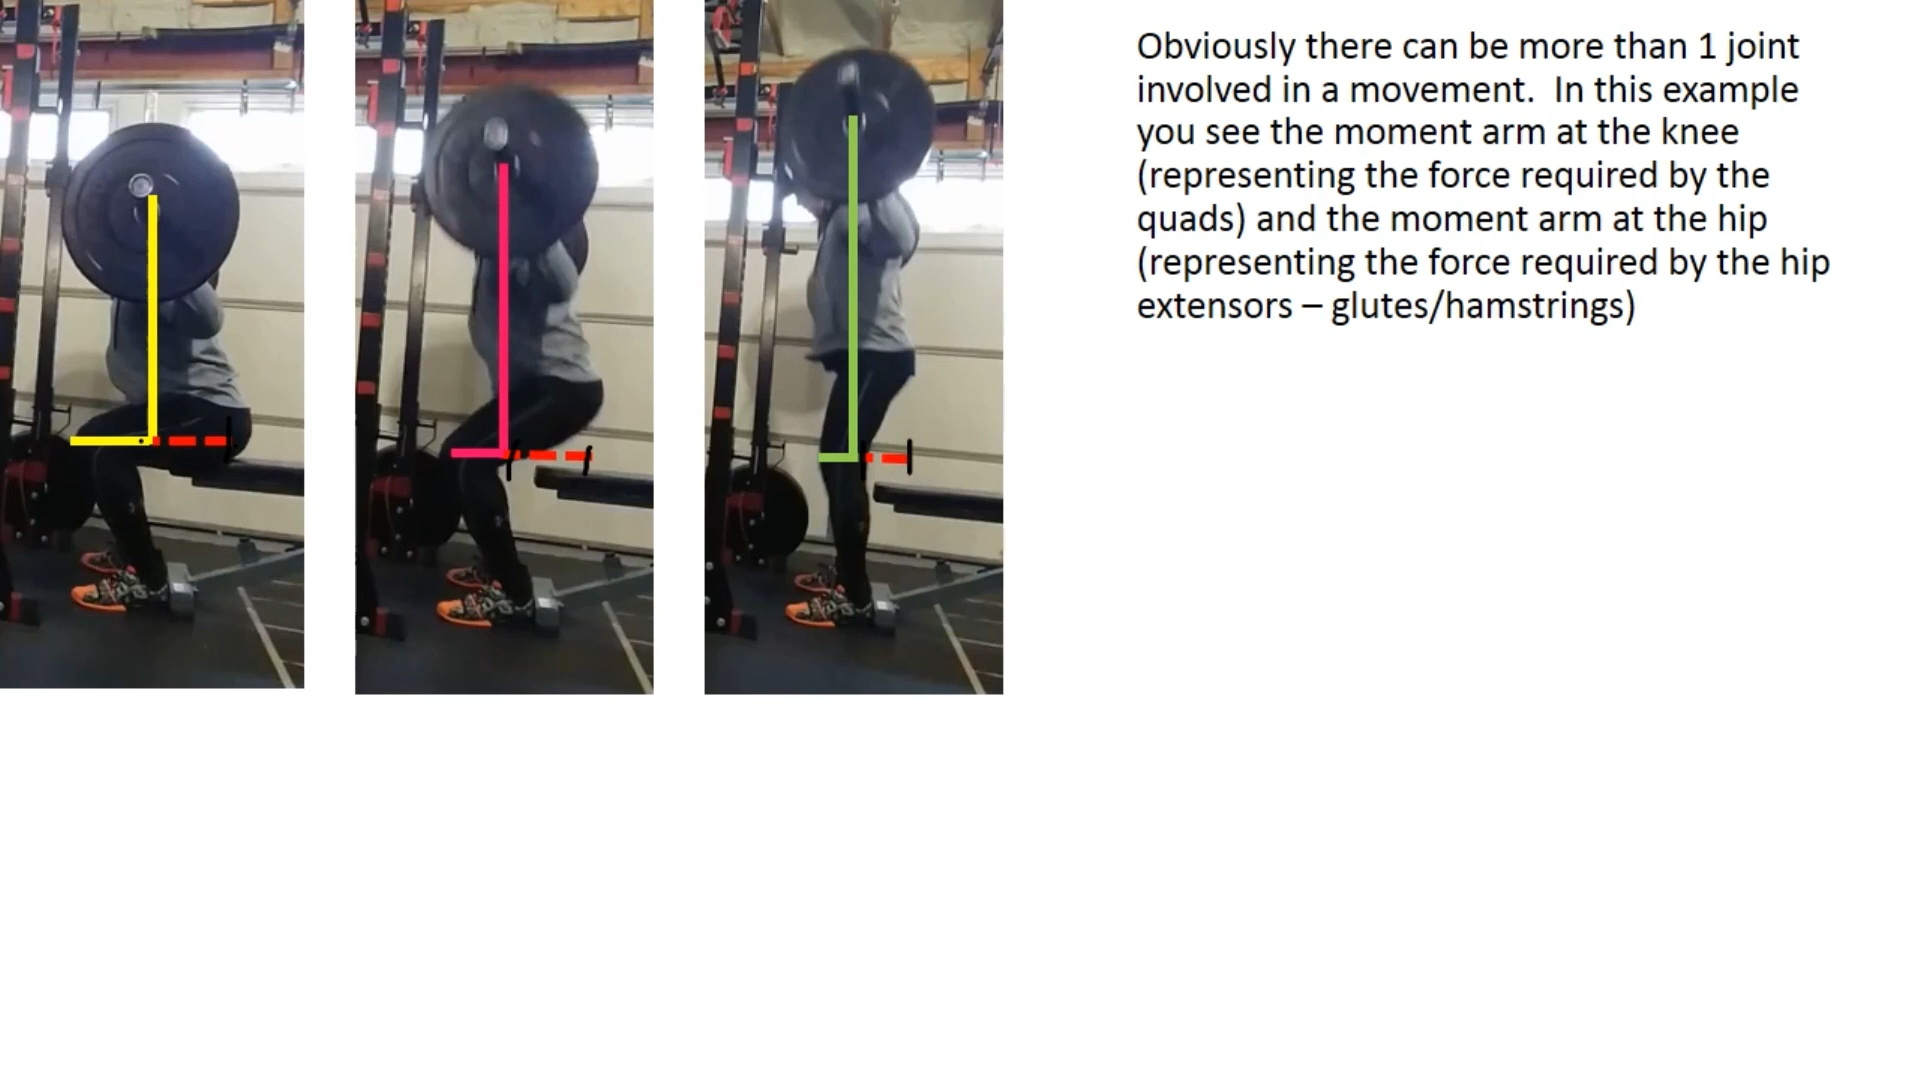 Obviously there can be more than 1 joint
involved in a movement.  In this example
you see the moment arm at the knee
(representing the force required by the
quads) and the moment arm at the hip
(representing the force required by the hip
extensors – glutes/hamstrings)